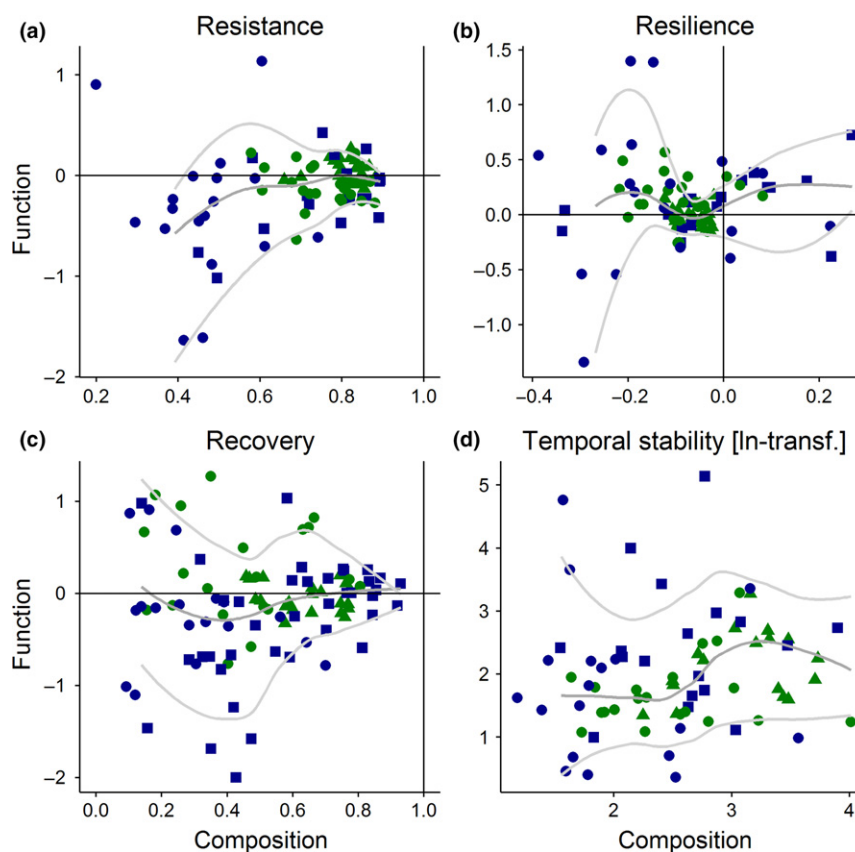 (a) Resistance
Function
1
0
–1
–2
0.2 0.4 0.6 0.8 1.0
(b) Resilience
1.5
1.0
0.5
0.0
–0.5
–1.0
–0.4 –0.2 0.0 0.2
(c) Recovery
Function
1
0
–1
–2
0.0 0.2 0.4 0.6 0.8 1.0
Composition
(d) Temporal stability [ln-transf.]
5
4
3
2
1
2 3 4
Composition